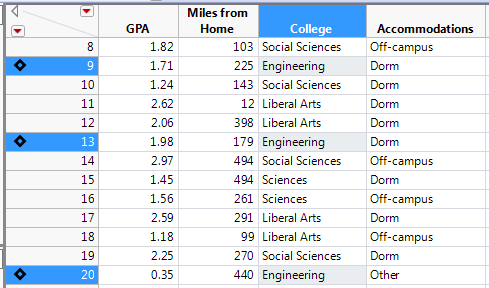 GPA Miles from Home College Accommodations
8 1.82 103 Social Sciences Off-campus
9 1.71 225 Engineering Dorm
10 1.24 143 Social Sciences Dorm
11 2.62 12 Liberal Arts Dorm
12 2.06 398 Liberal Arts Dorm
13 1.98 179 Engineering Dorm
14 2.97 494 Social Sciences Off-campus
15 1.45 494 Sciences Dorm
16 1.56 261 Sciences Off-campus
17 2.59 291 Liberal Arts Dorm
18 1.18 99 Liberal Arts Off-campus
19 2.25 270 Social Sciences Dorm
20 0.35 440 Engineering Other